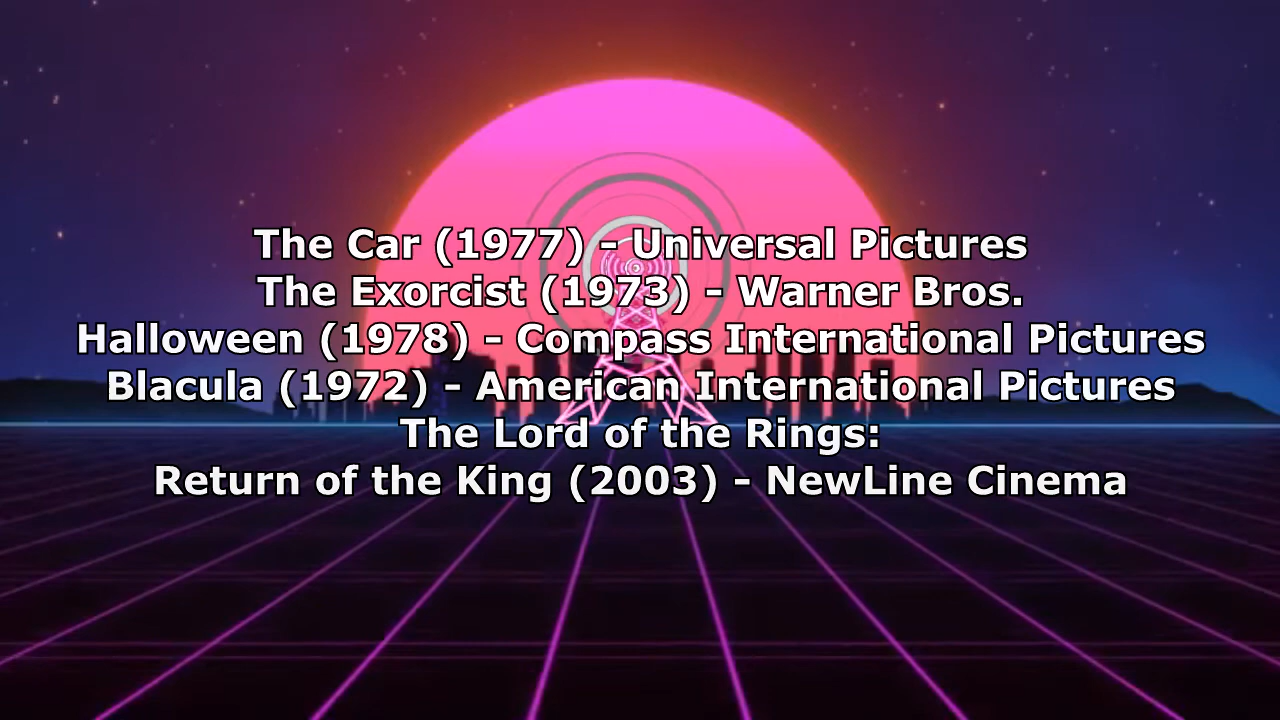 The Car (1977) - Universal Pictures
The Exorcist (1973) - Warner Bros.
Halloween (1978) - Compass International Pictures
Blacula (1972) - American International Pictures
The Lord of the Rings:
Return of the King (2003) - NewLine Cinema